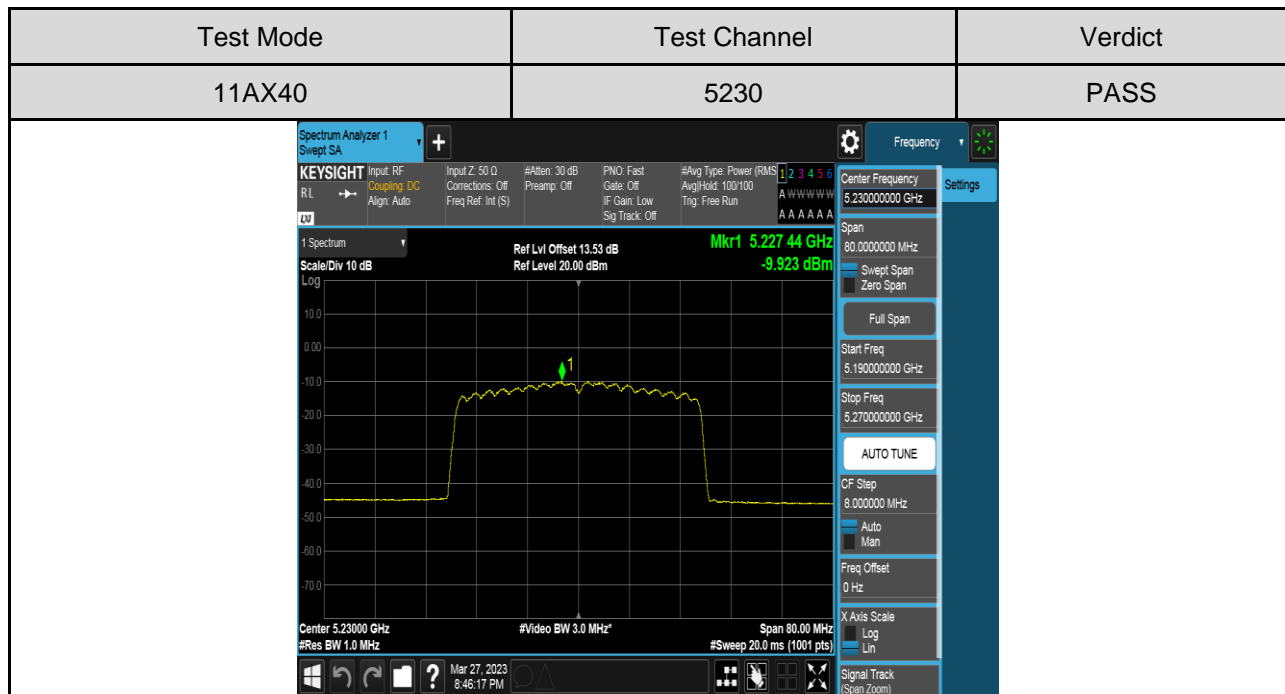 Test Mode Test Channel Verdict
11AX40 5230 PASS
Spectrum Analyzer 1
Swept SA
+
Frequency
KEYSIGHT Input: RF Input Z: 50 Ω #Atten: 30 dB PNO: Fast #Avg Type: Power (RMS 1 2 3 4 5 6
RL Coupling: DC Corrections: Off Preamp: Off Gate: Off Avg|Hold: 100/100 A W W W W W
Align: Auto Freq Ref: Int (S) IF Gain: Low Trig: Free Run
Sig Track: Off A A A A A A
LXI
1 Spectrum
Scale/Div 10 dB
Log
Ref Lvl Offset 13.53 dB
Ref Level 20.00 dBm
Mkr1 5.227 44 GHz
-9.923 dBm
10.0
0.00
-10.0
-20.0
-30.0
-40.0
-50.0
-60.0
-70.0
1
Center 5.23000 GHz #Video BW 3.0 MHz* Span 80.00 MHz
#Res BW 1.0 MHz #Sweep 20.0 ms (1001 pts)
? Mar 27, 2023
8:46:17 PM
Center Frequency
5.230000000 GHz
Settings
Span
80.0000000 MHz
Swept Span
Zero Span
Full Span
Start Freq
5.190000000 GHz
Stop Freq
5.270000000 GHz
AUTO TUNE
CF Step
8.000000 MHz
Auto
Man
Freq Offset
0 Hz
X Axis Scale
Log
Lin
Signal Track
(Span Zoom)